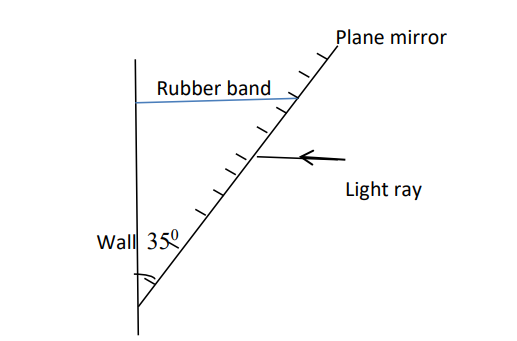 Plane mirror
Rubber band
Light ray
Wall 35⁰